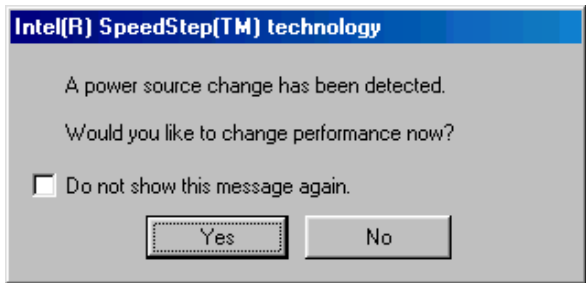 Intel(R) SpeedStep(TM) technology
A power source change has been detected.
Would you like to change performance now?
Do not show this message again.
Yes
No